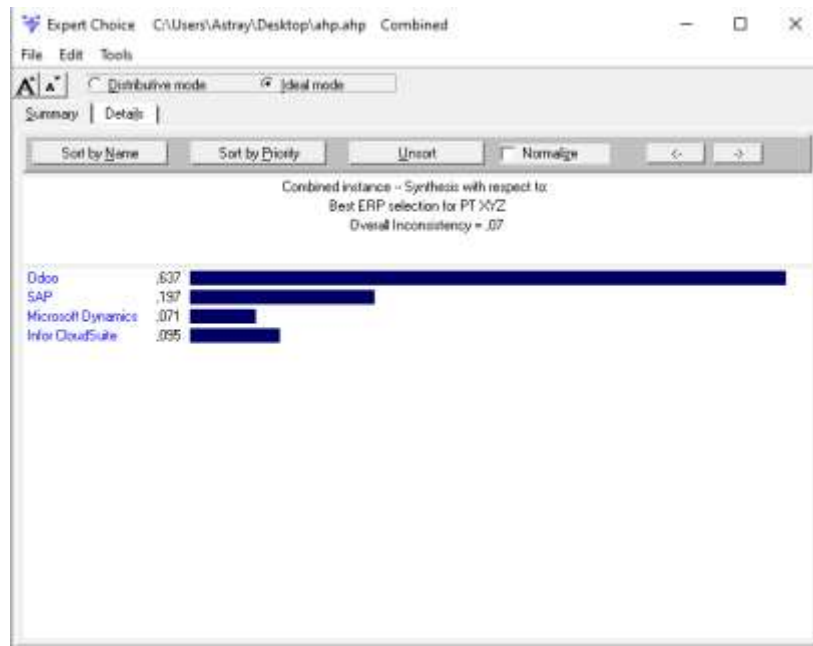 Expert Choice C:\Users\Astray\Desktop\ahp.ahp Combined
File Edit Tools
A A Distributive mode Ideal mode
Summary Details
Sort by Name Sort by Priority Unsort Normalize <- ->
Combined instance -- Synthesis with respect to:
Best ERP selection for PT XYZ
Overall Inconsistency = ,07
Odoo ,637
SAP ,197
Microsoft Dynamics ,071
Infor CloudSuite ,095